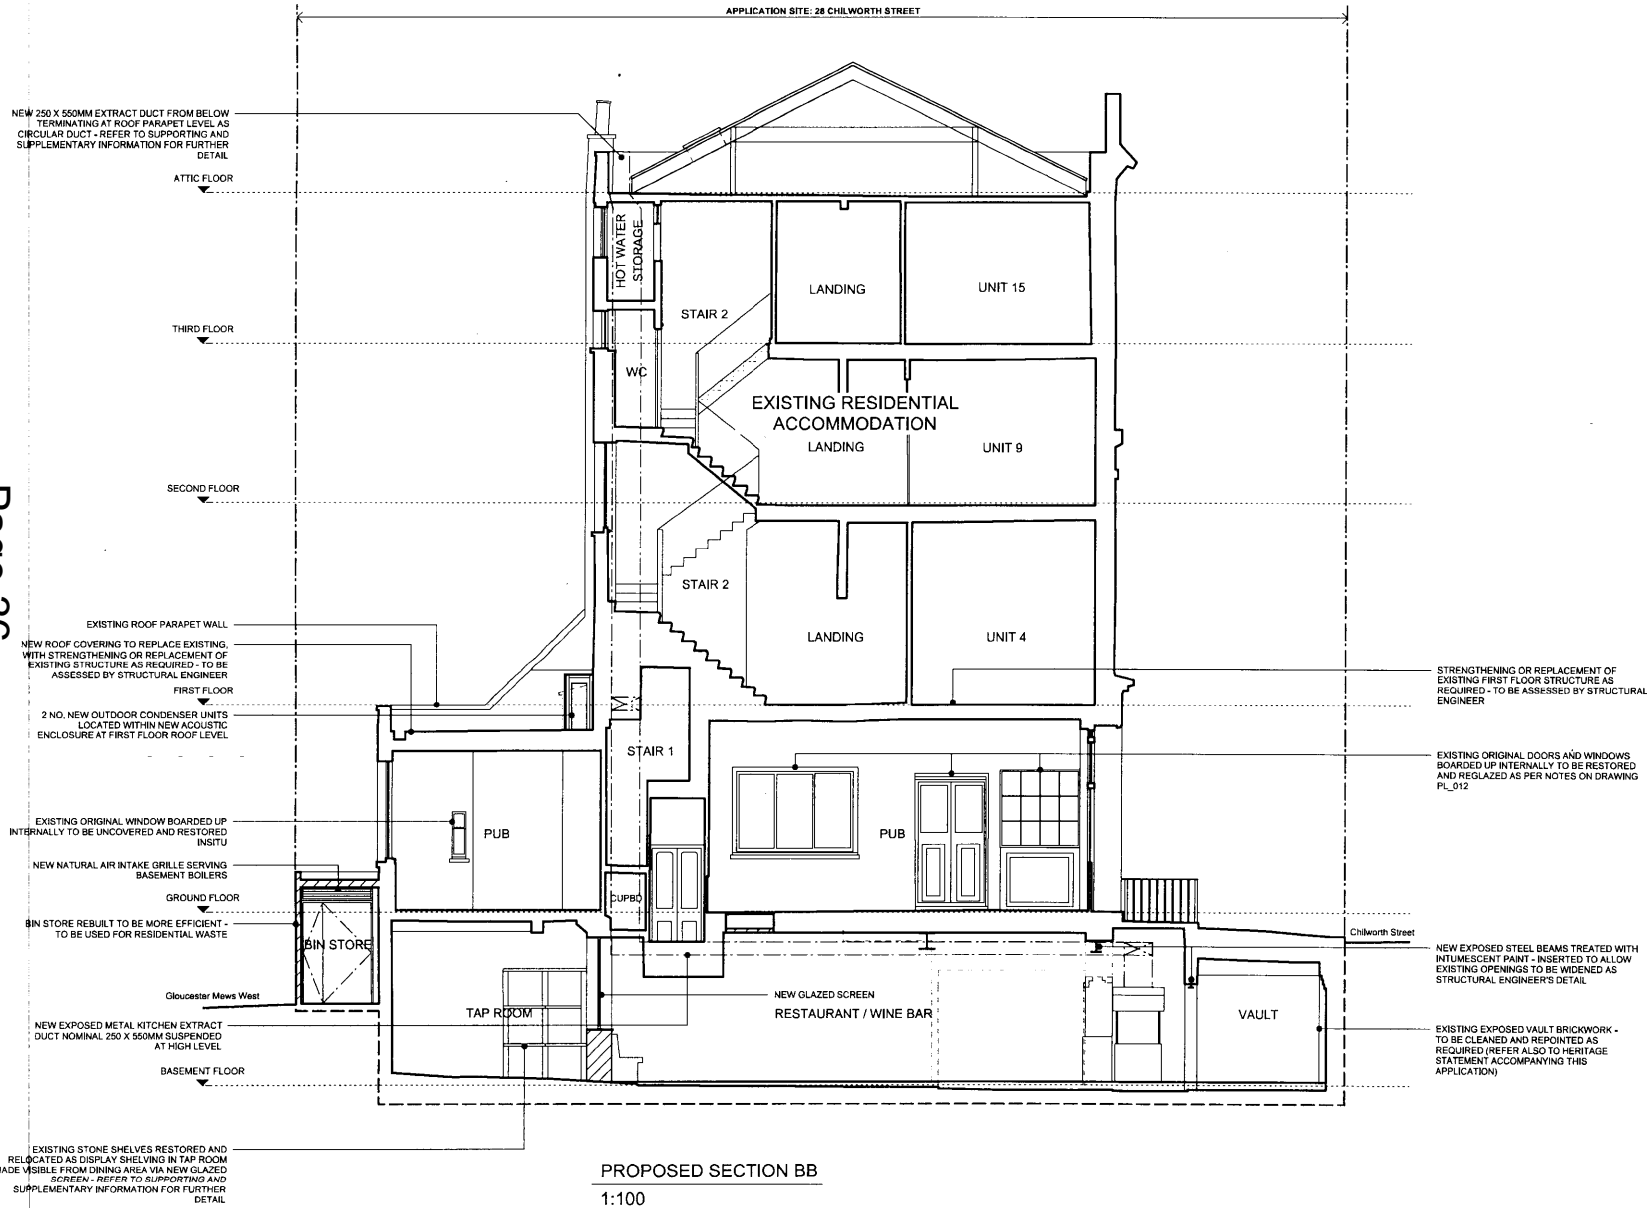 APPLICATION SITE: 28 CHILWORTH STREET
NEW 250 X 550MM EXTRACT DUCT FROM BELOW
TERMINATING AT ROOF PARAPET LEVEL AS
CIRCULAR DUCT - REFER TO SUPPORTING AND
SUPPLEMENTARY INFORMATION FOR FURTHER
DETAIL
ATTIC FLOOR
HOT WATER
STORAGE
STAIR 2
LANDING
UNIT 15
THIRD FLOOR
WC
EXISTING RESIDENTIAL
ACCOMMODATION
LANDING
UNIT 9
SECOND FLOOR
STAIR 2
LANDING
UNIT 4
EXISTING ROOF PARAPET WALL
NEW ROOF COVERING TO REPLACE EXISTING,
WITH STRENGTHENING OR REPLACEMENT OF
EXISTING STRUCTURE AS REQUIRED - TO BE
ASSESSED BY STRUCTURAL ENGINEER
FIRST FLOOR
2 NO. NEW OUTDOOR CONDENSER UNITS
LOCATED WITHIN NEW ACOUSTIC
ENCLOSURE AT FIRST FLOOR ROOF LEVEL
STRENGTHENING OR REPLACEMENT OF
EXISTING FIRST FLOOR STRUCTURE AS
REQUIRED - TO BE ASSESSED BY STRUCTURAL
ENGINEER
STAIR 1
EXISTING ORIGINAL DOORS AND WINDOWS
BOARDED UP INTERNALLY TO BE RESTORED
AND REGLAZED AS PER NOTES ON DRAWING
PL_012
EXISTING ORIGINAL WINDOW BOARDED UP
INTERNALLY TO BE UNCOVERED AND RESTORED
INSITU
PUB
PUB
NEW NATURAL AIR INTAKE GRILLE SERVING
BASEMENT BOILERS
GROUND FLOOR
CUPBD
BIN STORE REBUILT TO BE MORE EFFICIENT -
TO BE USED FOR RESIDENTIAL WASTE
BIN STORE
Chilworth Street
NEW EXPOSED STEEL BEAMS TREATED WITH
INTUMESCENT PAINT - INSERTED TO ALLOW
EXISTING OPENINGS TO BE WIDENED AS
STRUCTURAL ENGINEER'S DETAIL
Gloucester Mews West
NEW GLAZED SCREEN
TAP ROOM
RESTAURANT / WINE BAR
VAULT
NEW EXPOSED METAL KITCHEN EXTRACT
DUCT NOMINAL 250 X 550MM SUSPENDED
AT HIGH LEVEL
EXISTING EXPOSED VAULT BRICKWORK -
TO BE CLEANED AND REPOINTED AS
REQUIRED (REFER ALSO TO HERITAGE
STATEMENT ACCOMPANYING THIS
APPLICATION)
BASEMENT FLOOR
EXISTING STONE SHELVES RESTORED AND
RELOCATED AS DISPLAY SHELVING IN TAP ROOM
VISIBLE FROM DINING AREA VIA NEW GLAZED
SCREEN - REFER TO SUPPORTING AND
SUPPLEMENTARY INFORMATION FOR FURTHER
DETAIL
PROPOSED SECTION BB
1:100